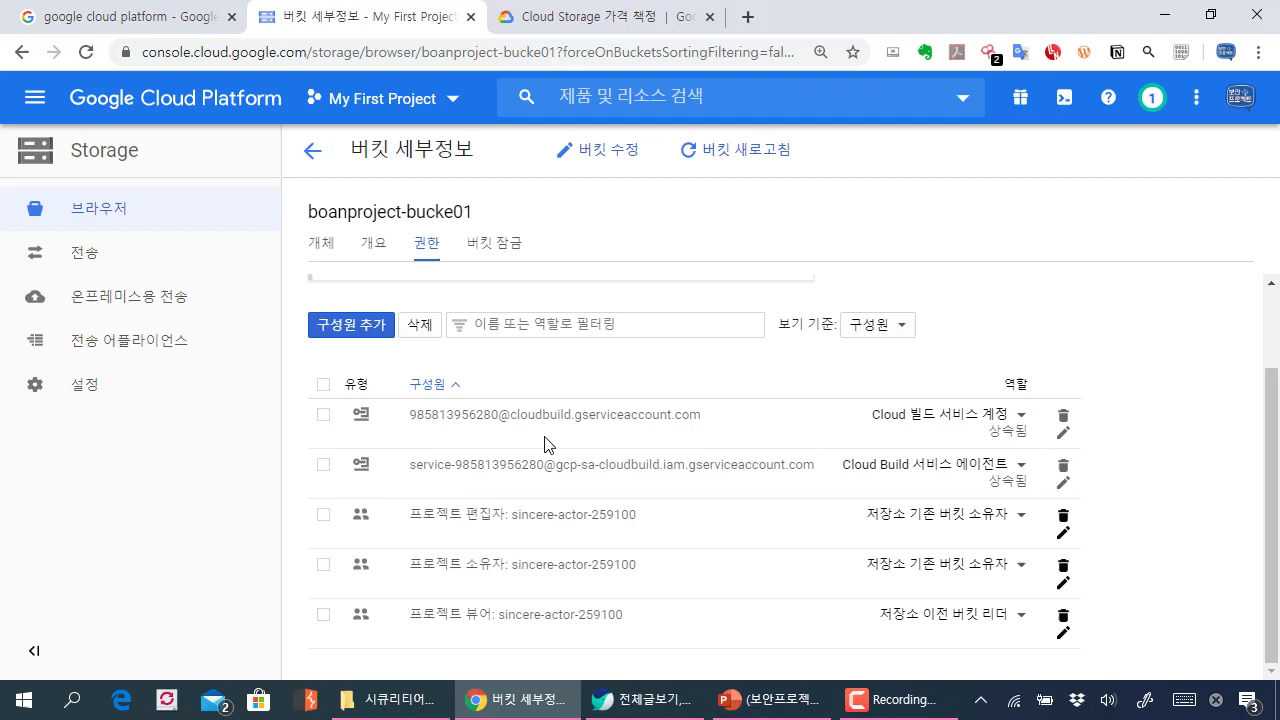 google cloud platform - Google
버킷 세부정보 - My First Project
Cloud Storage 가격 책정 | Goo
console.cloud.google.com/storage/browser/boanproject-bucke01?forceOnBucketsSortingFiltering=fal...
2
Google Cloud Platform
My First Project
제품 및 리소스 검색
1
Storage
버킷 세부정보
버킷 수정
버킷 새로고침
브라우저
전송
온프레미스용 전송
전송 어플라이언스
설정
boanproject-bucke01
개체
개요
권한
버킷 잠금
구성원 추가
삭제
이름 또는 역할로 필터링
보기 기준:
구성원
유형
구성원
역할
985813956280@cloudbuild.gserviceaccount.com
Cloud 빌드 서비스 계정
상속됨
service-985813956280@gcp-sa-cloudbuild.iam.gserviceaccount.com
Cloud Build 서비스 에이전트
상속됨
프로젝트 편집자: sincere-actor-259100
저장소 기존 버킷 소유자
프로젝트 소유자: sincere-actor-259100
저장소 기존 버킷 소유자
프로젝트 뷰어: sincere-actor-259100
저장소 이전 버킷 리더
2
시큐리티어...
버킷 세부정...
전체글보기,...
(보안프로젝...
Recording...
3